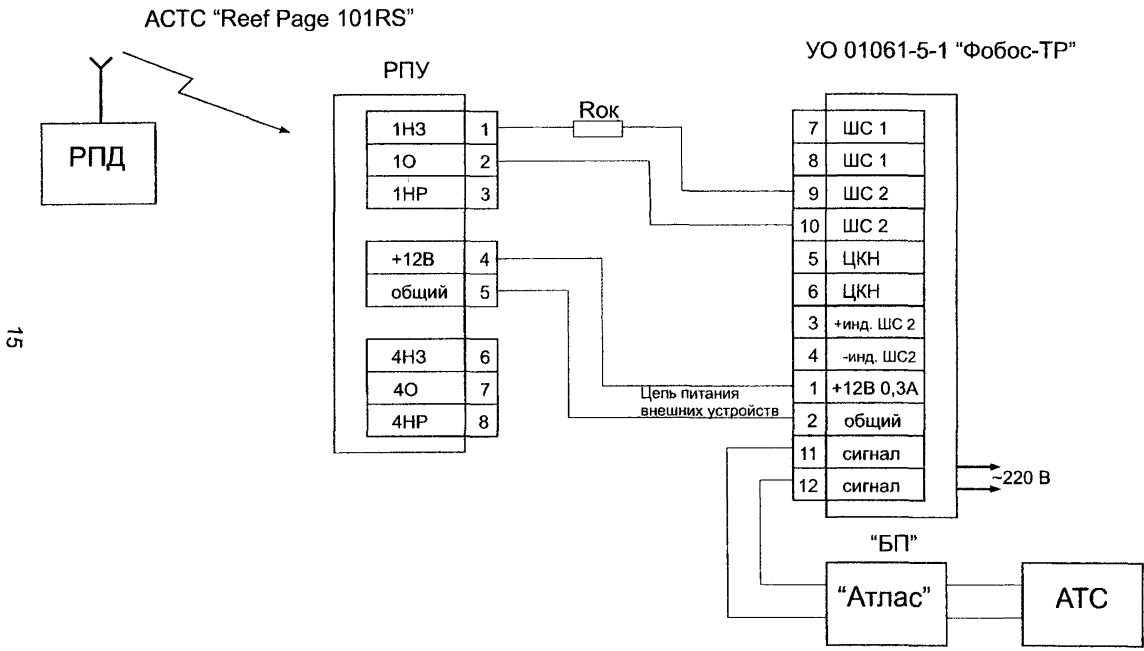 АСТС “Reef Page 101RS”
УО 01061-5-1 “Фобос-ТР”
РПУ
РПД
1НЗ 1
1О 2
1НР 3
+12В 4
общий 5
4НЗ 6
4О 7
4НР 8
Rок
7 ШС 1
8 ШС 1
9 ШС 2
10 ШС 2
5 ЦКН
6 ЦКН
3 +инд. ШС 2
4 -инд. ШС2
1 +12В 0,3А
2 общий
11 сигнал
12 сигнал
Цепь питания
внешних устройств
~220 В
“БП”
“Атлас”
АТС
15